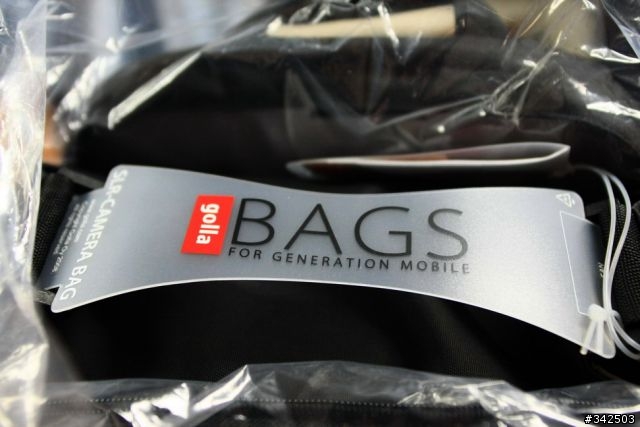 SLR-CAMERA BAG
golla
BAGS
FOR GENERATION MOBILE
#342503